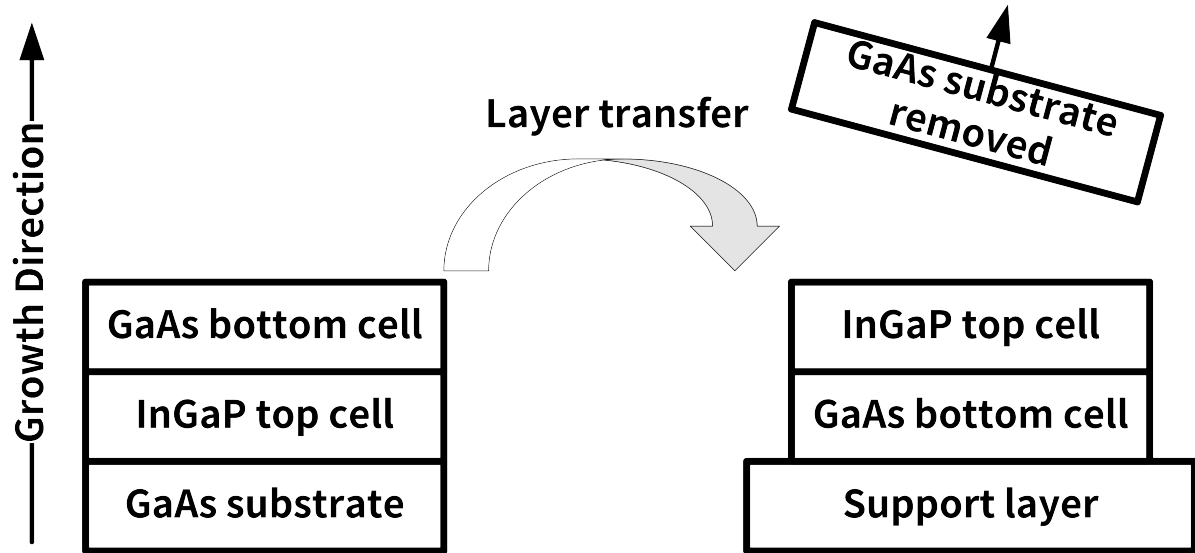 Growth Direction
GaAs bottom cell
InGaP top cell
GaAs substrate
Layer transfer
GaAs substrate
removed
InGaP top cell
GaAs bottom cell
Support layer